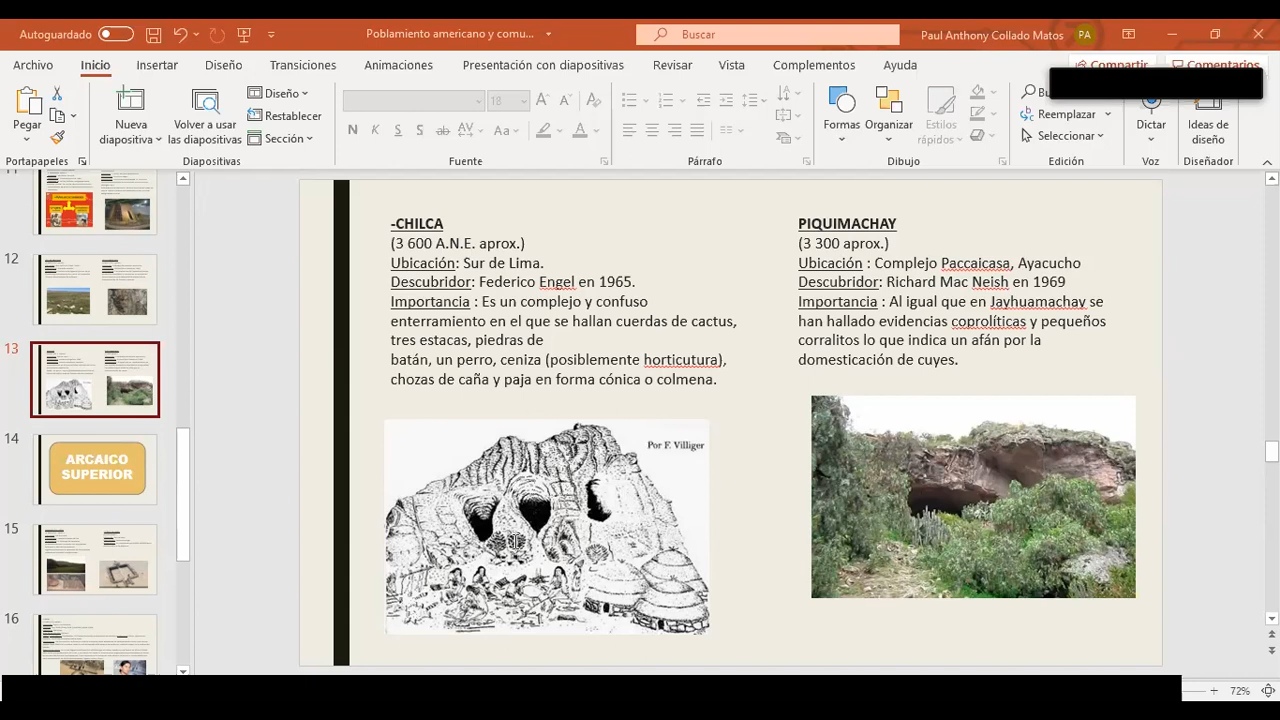 Autoguardado
Poblamiento americano y comu...
Buscar
Paul Anthony Collado Matos
PA
Archivo
Inicio
Insertar
Diseño
Transiciones
Animaciones
Presentación con diapositivas
Revisar
Vista
Complementos
Ayuda
Compartir
Comentarios
Pegar
Nueva diapositiva
Volver a usar las diapositivas
Diseño
Restablecer
Sección
18
N K S S ab AV Aa A
Formas
Organizar
Estilos rápidos
Reemplazar
Seleccionar
Dictar
Ideas de diseño
Portapapeles
Diapositivas
Fuente
Párrafo
Dibujo
Edición
Voz
Diseñador
12
13
14
ARCAICO
SUPERIOR
15
16
-CHILCA
(3 600 A.N.E. aprox.)
Ubicación: Sur de Lima.
Descubridor: Federico Engel en 1965.
Importancia : Es un complejo y confuso
enterramiento en el que se hallan cuerdas de cactus,
tres estacas, piedras de
batán, un perro, ceniza (posiblemente horticutura),
chozas de caña y paja en forma cónica o colmena.
Por F. Villiger
PIQUIMACHAY
(3 300 aprox.)
Ubicación : Complejo Paccaicasa, Ayacucho
Descubridor: Richard Mac Neish en 1969
Importancia : Al igual que en Jayhuamachay se
han hallado evidencias coprolíticas y pequeños
corralitos lo que indica un afán por la
domesticación de cuyes.
72%